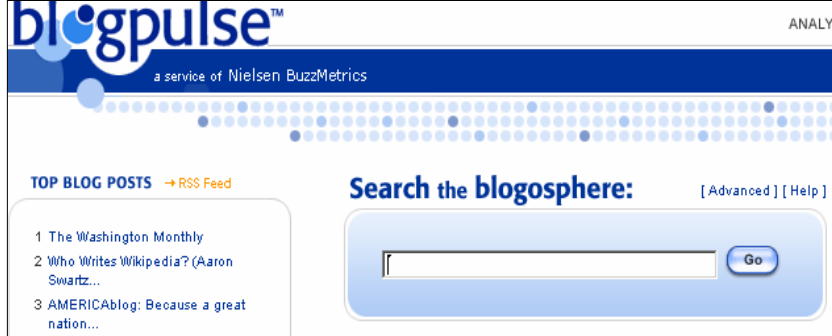 blogpulse™
ANALY
a service of Nielsen BuzzMetrics
TOP BLOG POSTS → RSS Feed
1 The Washington Monthly
2 Who Writes Wikipedia? (Aaron
Swartz...
3 AMERICAblog: Because a great
nation...
Search the blogosphere:
[ Advanced ] [ Help ]
Go